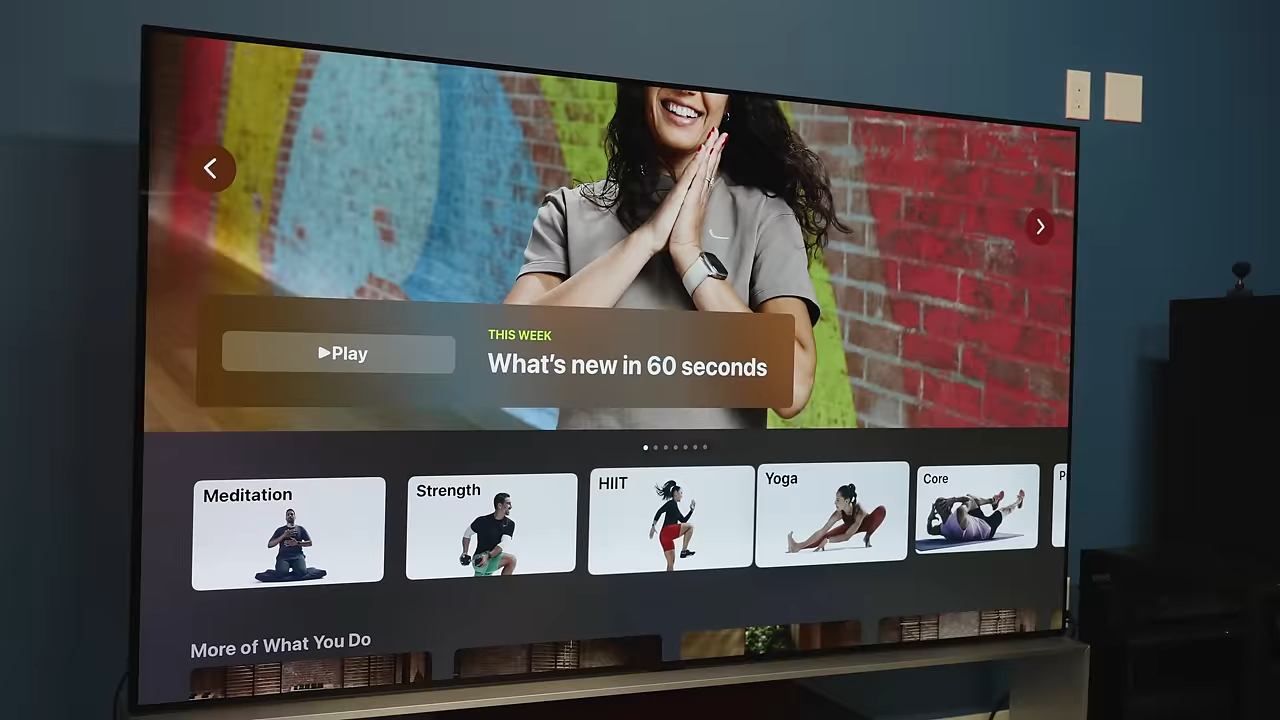 ▶Play
THIS WEEK
What's new in 60 seconds
Meditation
Strength
HIIT
Yoga
Core
P
More of What You Do